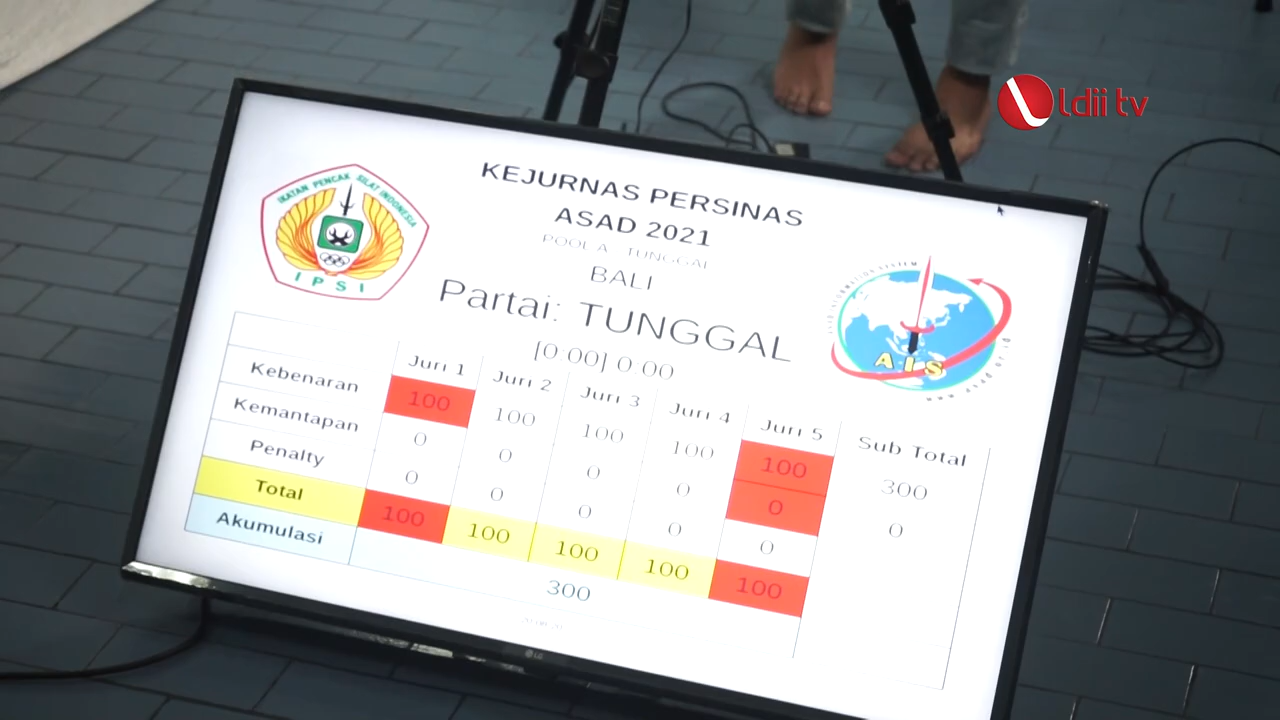 ldii tv
KEJURNAS PERSINAS
ASAD 2021
POOL A - TUNGGAL
BALI
Partai: TUNGGAL
[0:00] 0:00
IKATAN PENCAK SILAT INDONESIA
IPSI
AIS
Juri 1 Juri 2 Juri 3 Juri 4 Juri 5 Sub Total
Kebenaran 100 100 100 100 100 300
Kemantapan 0 0 0 0 0 0
Penalty 0 0 0 0 0
Total 100 100 100 100 100
Akumulasi 300
LG